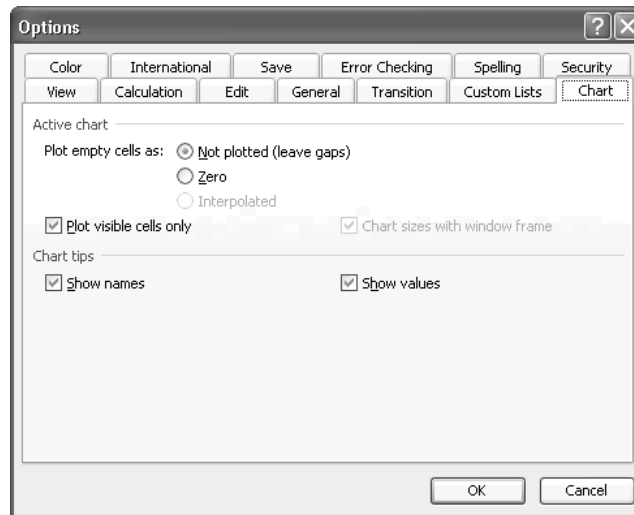 Options
Color International Save Error Checking Spelling Security
View Calculation Edit General Transition Custom Lists Chart
Active chart
Plot empty cells as: Not plotted (leave gaps)
Zero
Interpolated
Plot visible cells only Chart sizes with window frame
Chart tips
Show names Show values
OK Cancel